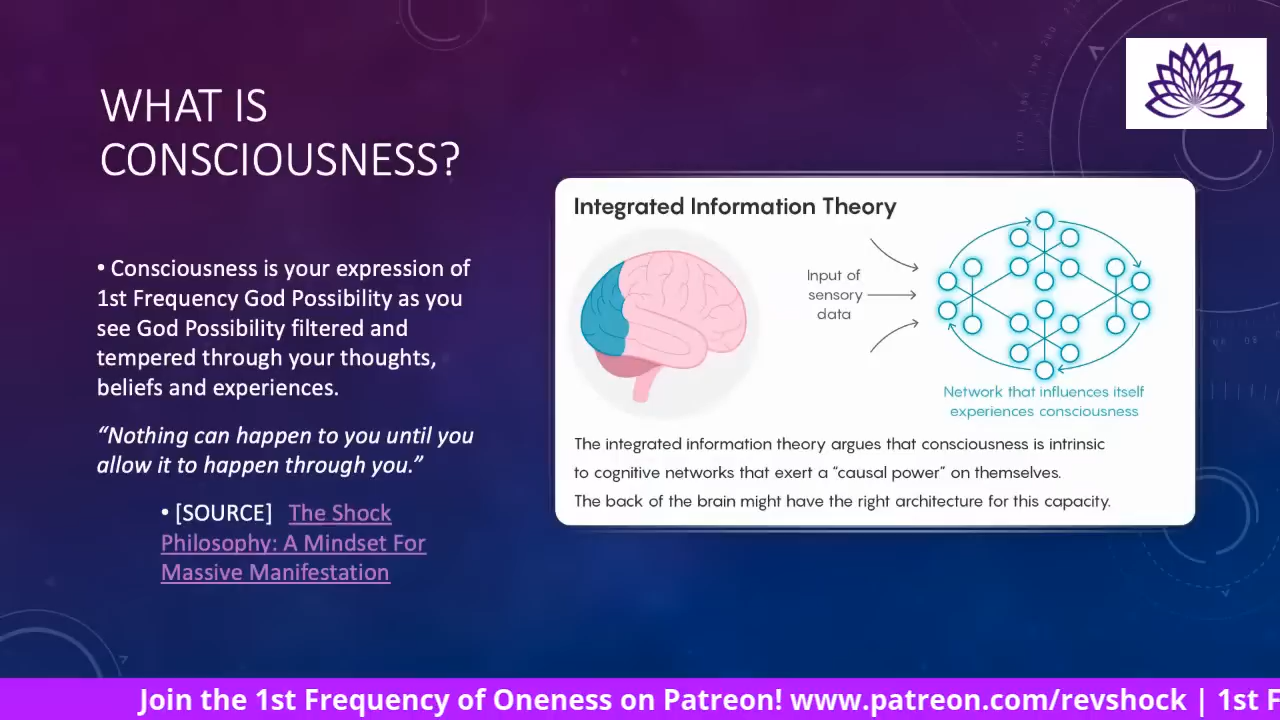 WHAT IS
CONSCIOUSNESS?
• Consciousness is your expression of
1st Frequency God Possibility as you
see God Possibility filtered and
tempered through your thoughts,
beliefs and experiences.
“Nothing can happen to you until you
allow it to happen through you.”
• [SOURCE] The Shock
Philosophy: A Mindset For
Massive Manifestation
Integrated Information Theory
Input of
sensory
data
Network that influences itself
experiences consciousness
The integrated information theory argues that consciousness is intrinsic
to cognitive networks that exert a “causal power” on themselves.
The back of the brain might have the right architecture for this capacity.
Join the 1st Frequency of Oneness on Patreon! www.patreon.com/revshock | 1st F